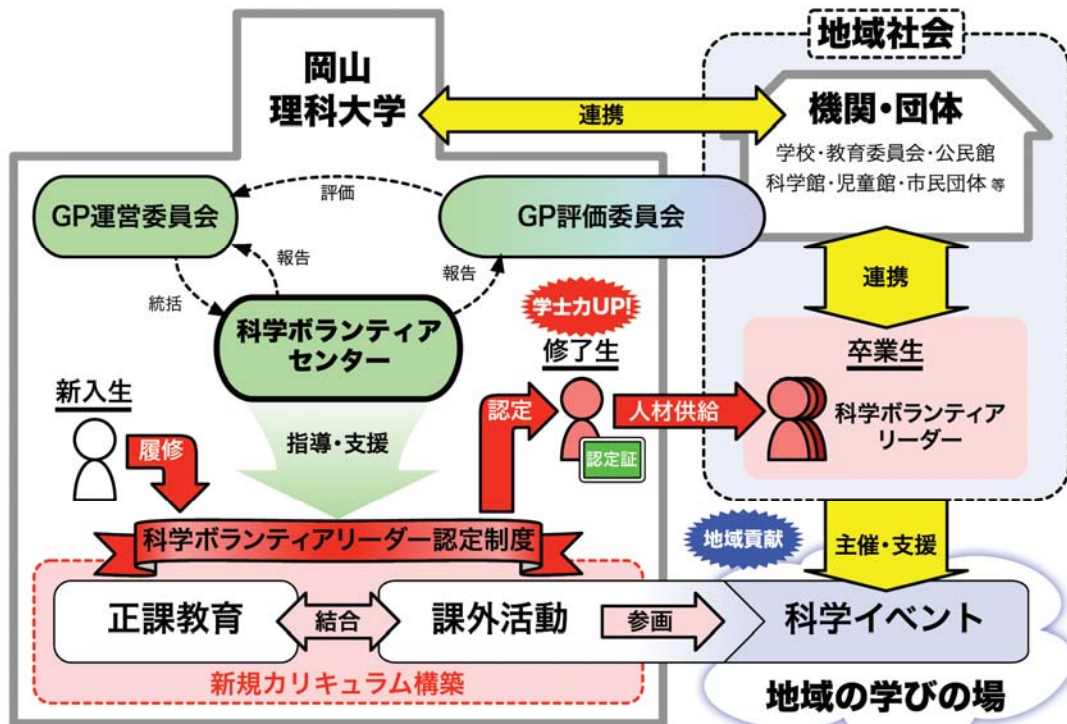 岡山
理科大学
連携
地域社会
機関・団体
学校・教育委員会・公民館
科学館・児童館・市民団体 等
GP運営委員会
評価
GP評価委員会
報告
報告
統括
科学ボランティア
センター
連携
学士力UP!
修了生
新入生
履修
指導・支援
認定
認定証
人材供給
卒業生
科学ボランティア
リーダー
科学ボランティアリーダー認定制度
地域貢献
主催・支援
正課教育
結合
課外活動
参画
科学イベント
新規カリキュラム構築
地域の学びの場